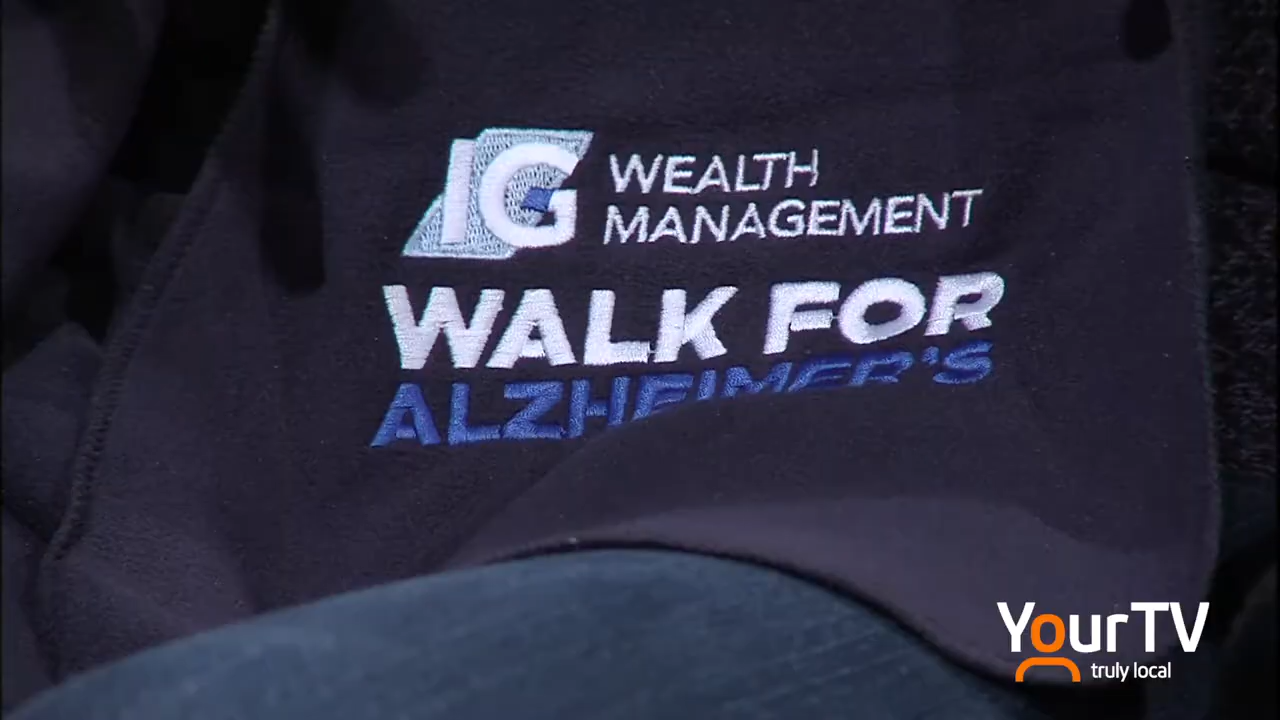 IG WEALTH
MANAGEMENT
WALK FOR
ALZHEIMER'S
YourTV
truly local